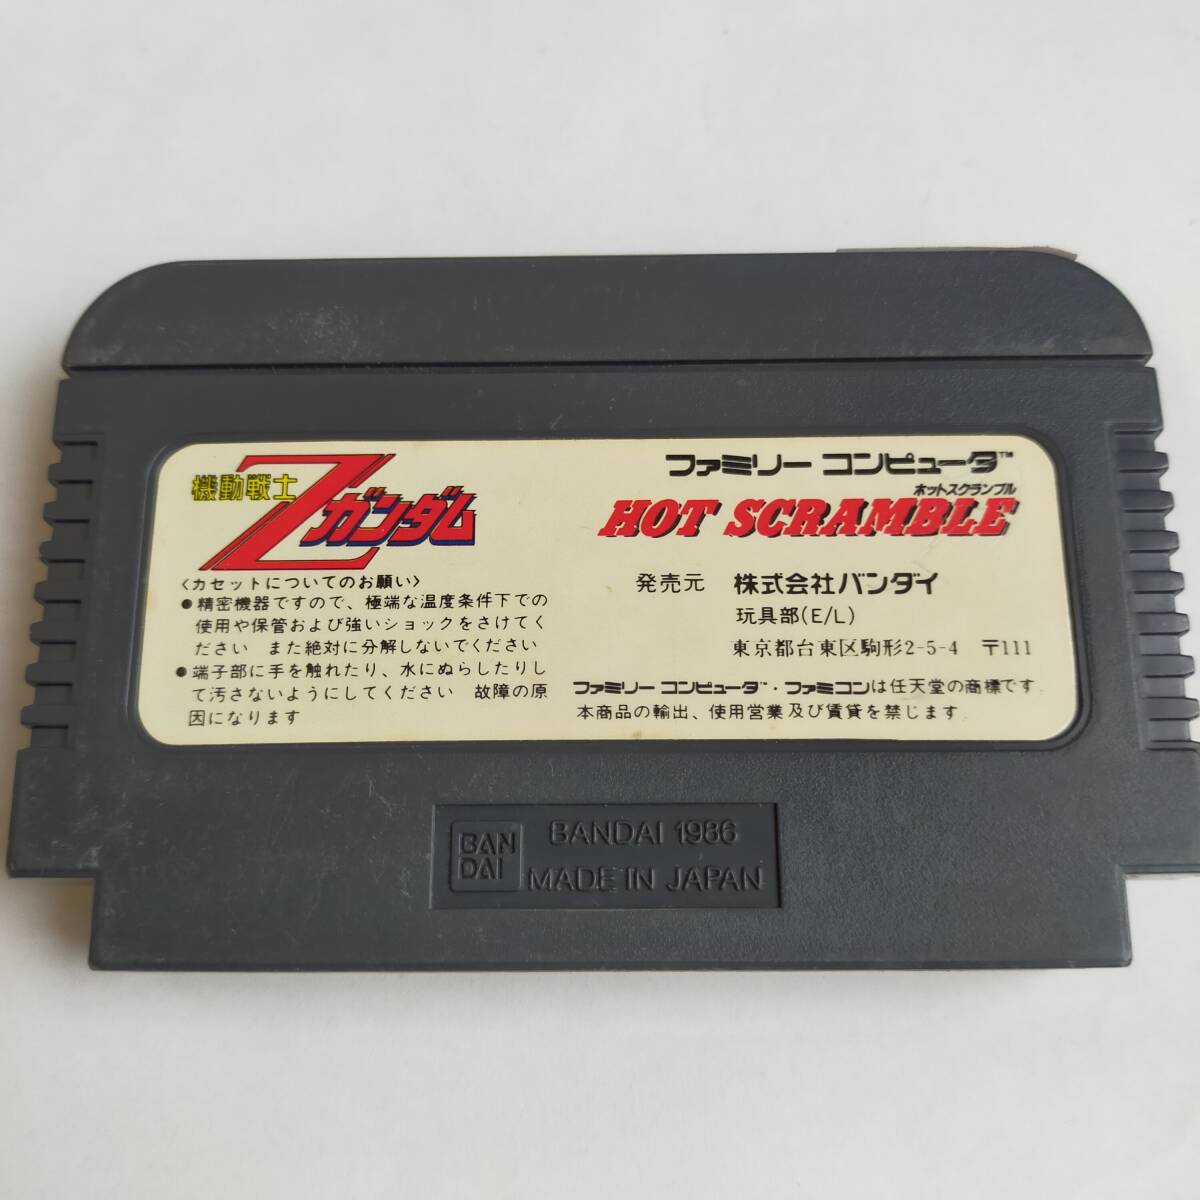 機動戦士Zガンダム
<カセットについてのお願い>
●精密機器ですので、極端な温度条件下での
使用や保管および強いショックをさけてく
ださい　また絶対に分解しないでください
●端子部に手を触れたり、水にぬらしたりし
て汚さないようにしてください　故障の原
因になります
ファミリー コンピュータ™
ホットスクランブル
HOT SCRAMBLE
発売元　株式会社バンダイ
玩具部(E/L)
東京都台東区駒形2-5-4　〒111
ファミリー コンピュータ™・ファミコンは任天堂の商標です
本商品の輸出、使用営業及び賃貸を禁じます
BAN
DAI
BANDAI 1986
MADE IN JAPAN